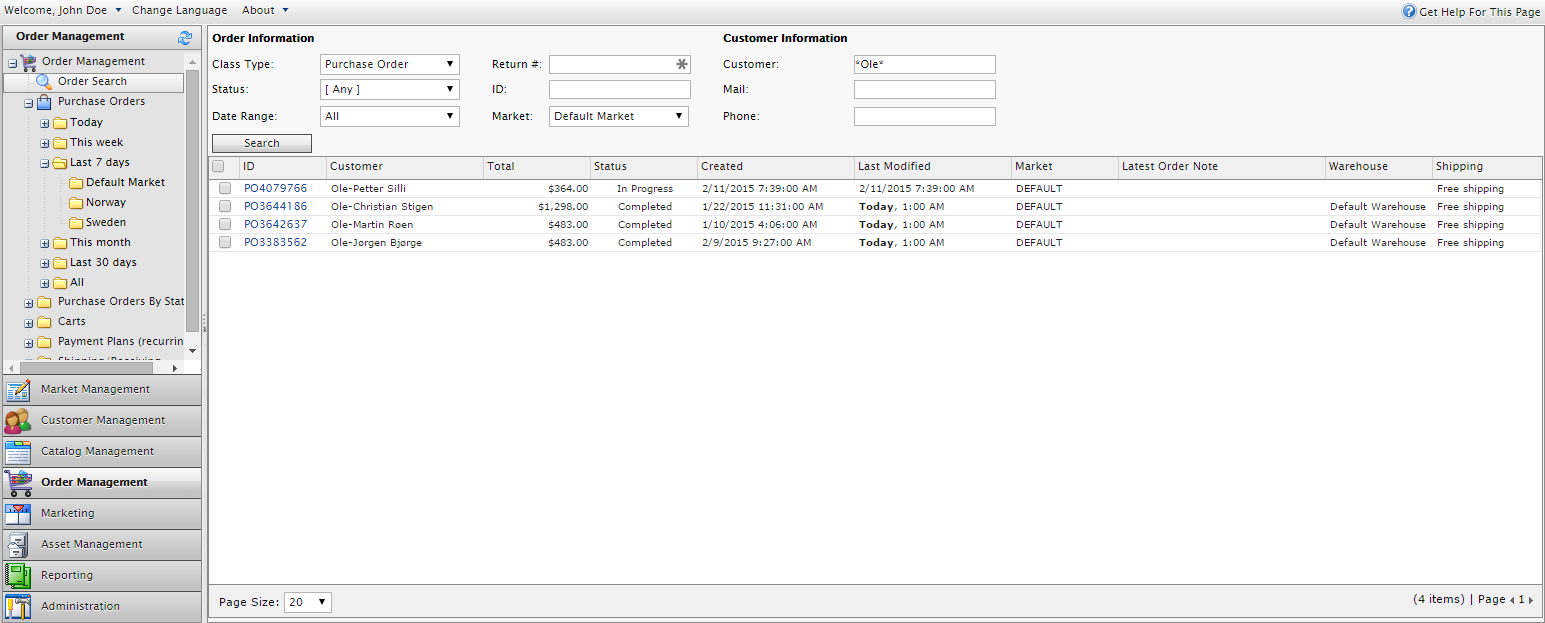 Welcome, John Doe Change Language About Get Help For This Page
Order Management
Order Management
Order Search
Purchase Orders
Today
This week
Last 7 days
Default Market
Norway
Sweden
This month
Last 30 days
All
Purchase Orders By Stat
Carts
Payment Plans (recurrin
Shipping/Receiving
Market Management
Customer Management
Catalog Management
Order Management
Marketing
Asset Management
Reporting
Administration
Order Information Customer Information
Class Type: Purchase Order Return #: Customer: *Ole*
Status: [ Any ] ID: Mail:
Date Range: All Market: Default Market Phone:
Search
ID Customer Total Status Created Last Modified Market Latest Order Note Warehouse Shipping
PO4079766 Ole-Petter Silli $364.00 In Progress 2/11/2015 7:39:00 AM 2/11/2015 7:39:00 AM DEFAULT Free shipping
PO3644186 Ole-Christian Stigen $1,298.00 Completed 1/22/2015 11:31:00 AM Today, 1:00 AM DEFAULT Default Warehouse Free shipping
PO3642637 Ole-Martin Røen $483.00 Completed 1/10/2015 4:06:00 AM Today, 1:00 AM DEFAULT Default Warehouse Free shipping
PO3383562 Ole-Jørgen Bjørge $483.00 Completed 2/9/2015 9:27:00 AM Today, 1:00 AM DEFAULT Default Warehouse Free shipping
Page Size: 20 (4 items) | Page 1